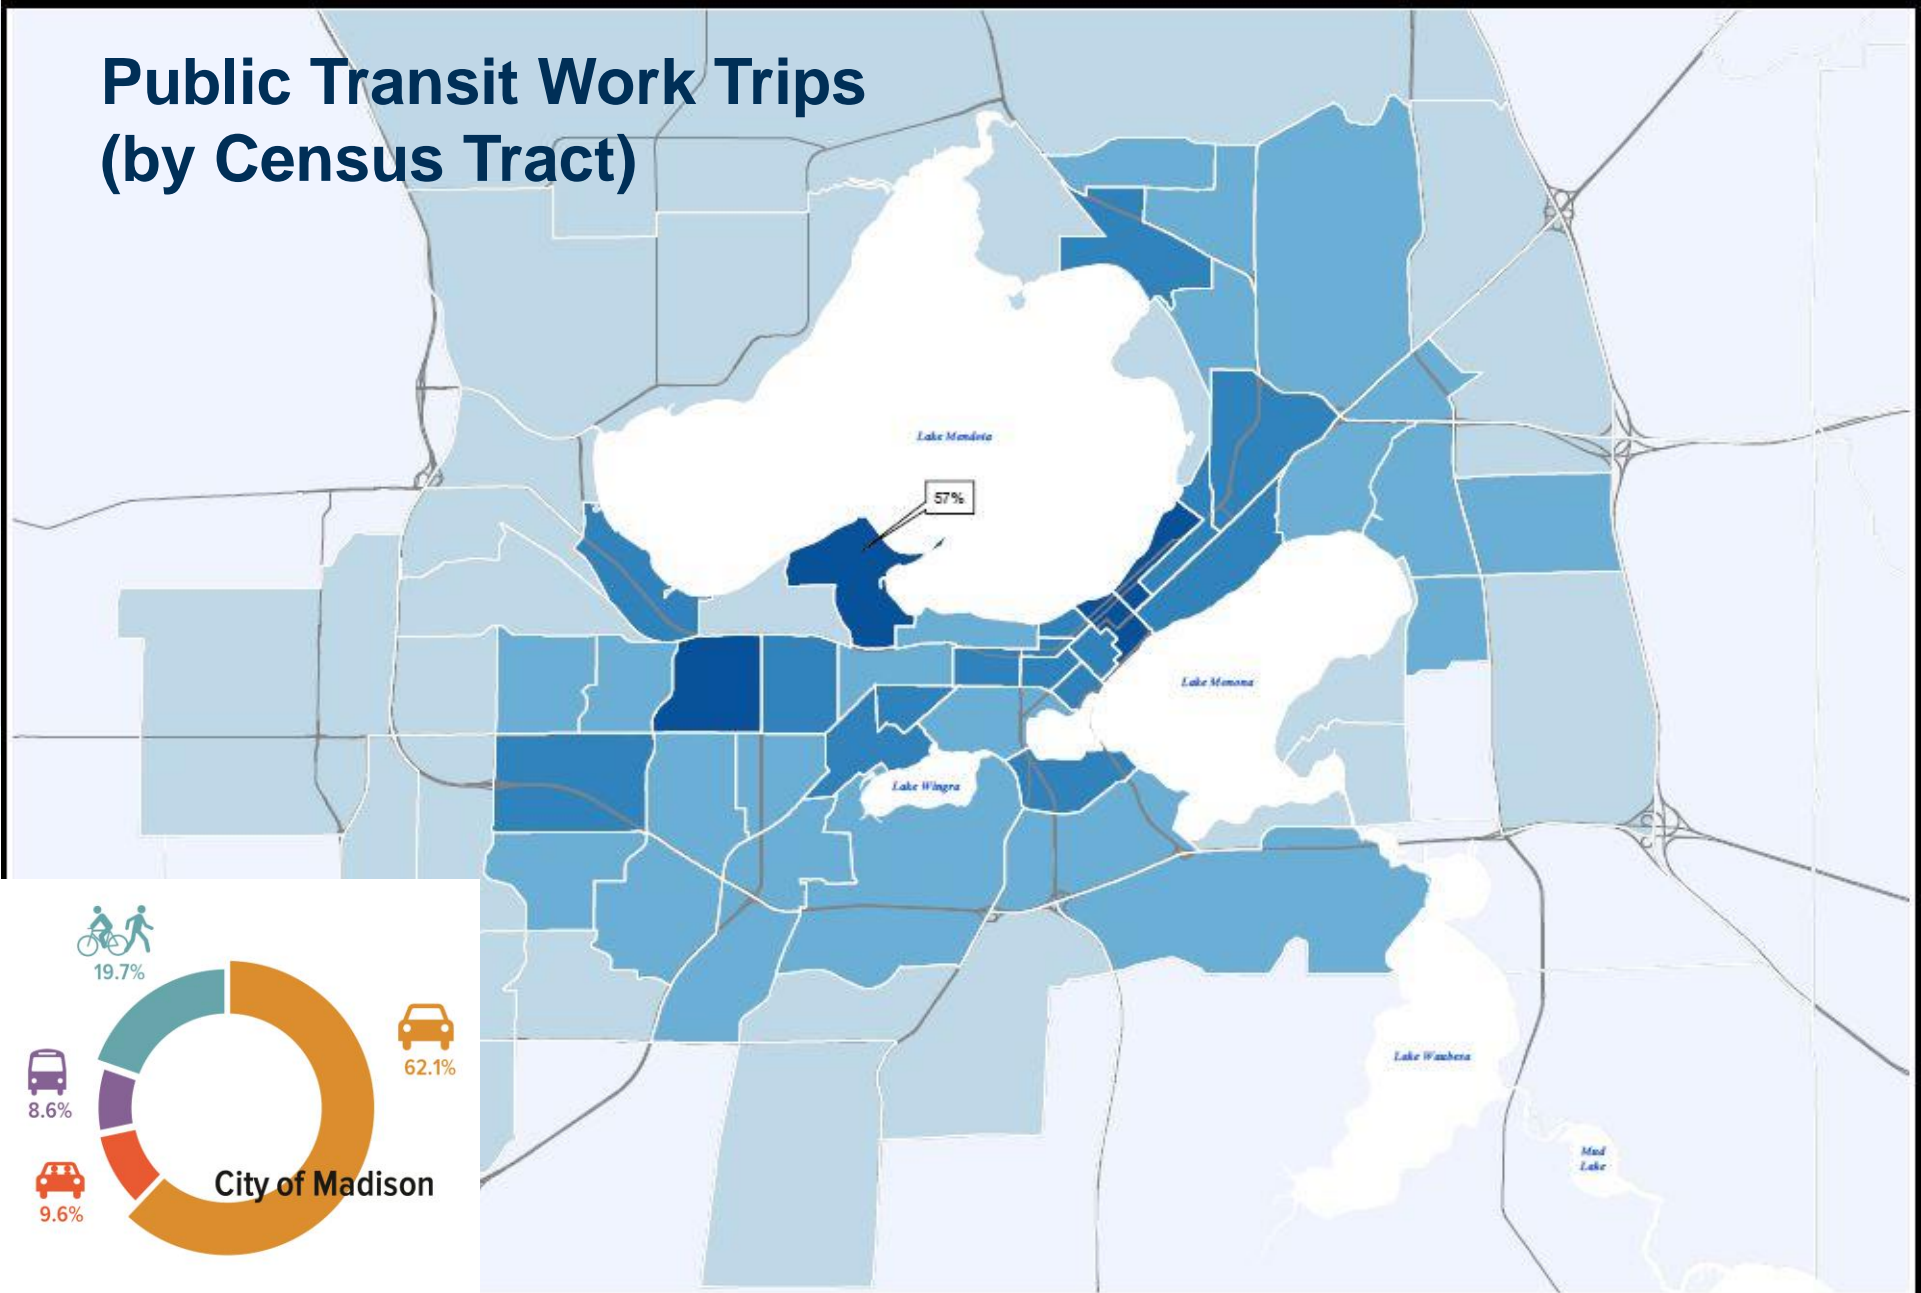 Public Transit Work Trips
(by Census Tract)
Lake Mendota
57%
Lake Monona
Lake Wingra
19.7%
62.1%
8.6%
9.6%
City of Madison
Lake Waubesa
Mud
Lake